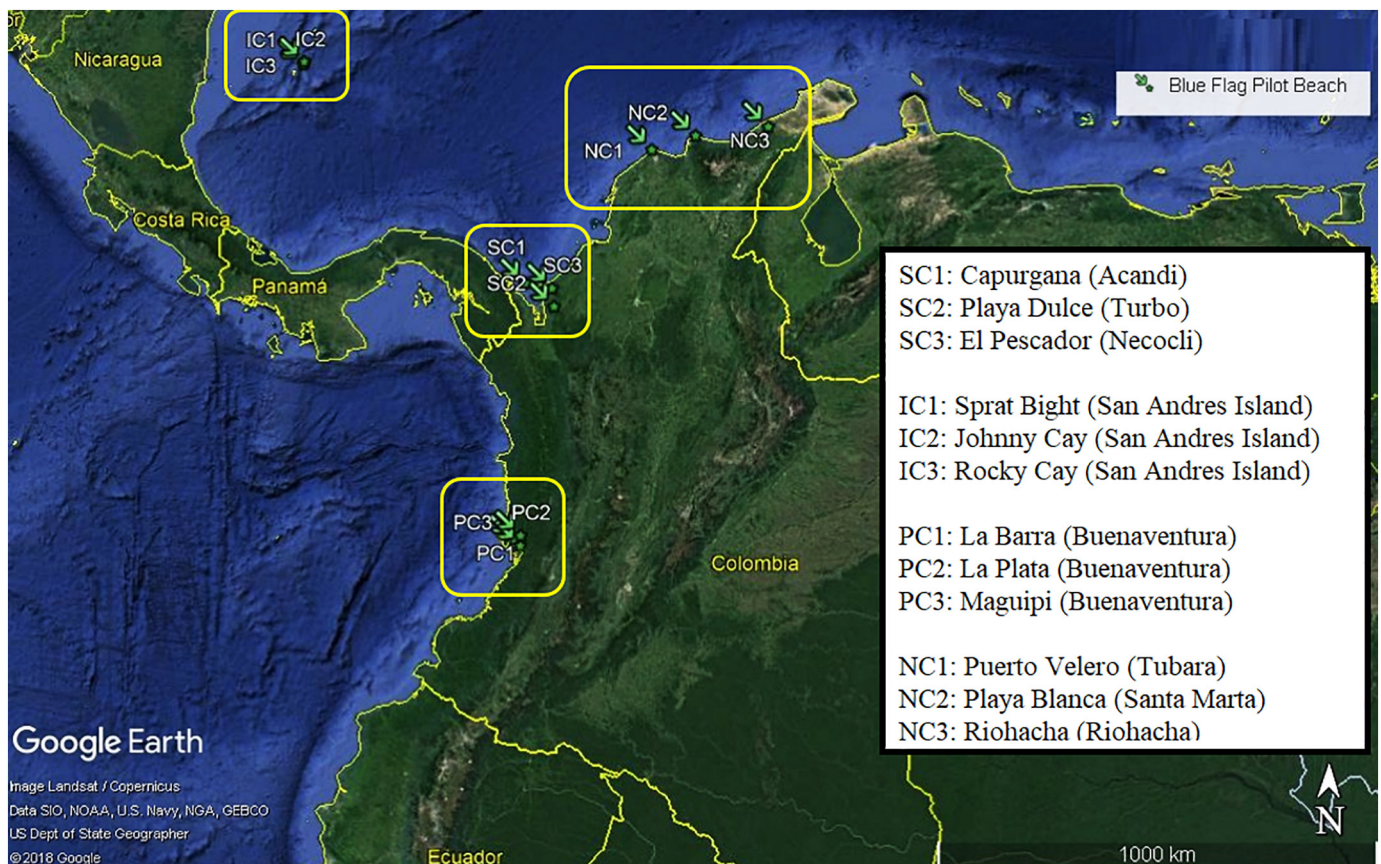 or
Nicaragua
IC1 IC2
IC3
NC2
NC1
NC3
Blue Flag Pilot Beach
Costa Rica
Panamá
SC1
SC3
SC2
SC1: Capurgana (Acandi)
SC2: Playa Dulce (Turbo)
SC3: El Pescador (Necocli)
IC1: Sprat Bight (San Andres Island)
IC2: Johnny Cay (San Andres Island)
IC3: Rocky Cay (San Andres Island)
PC1: La Barra (Buenaventura)
PC2: La Plata (Buenaventura)
PC3: Maguipi (Buenaventura)
NC1: Puerto Velero (Tubara)
NC2: Playa Blanca (Santa Marta)
NC3: Riohacha (Riohacha)
PC3 PC2
PC1
Colombia
Google Earth
Image Landsat / Copernicus
Data SIO, NOAA, U.S. Navy, NGA, GEBCO
US Dept of State Geographer
© 2018 Google
Ecuador
N
1000 km